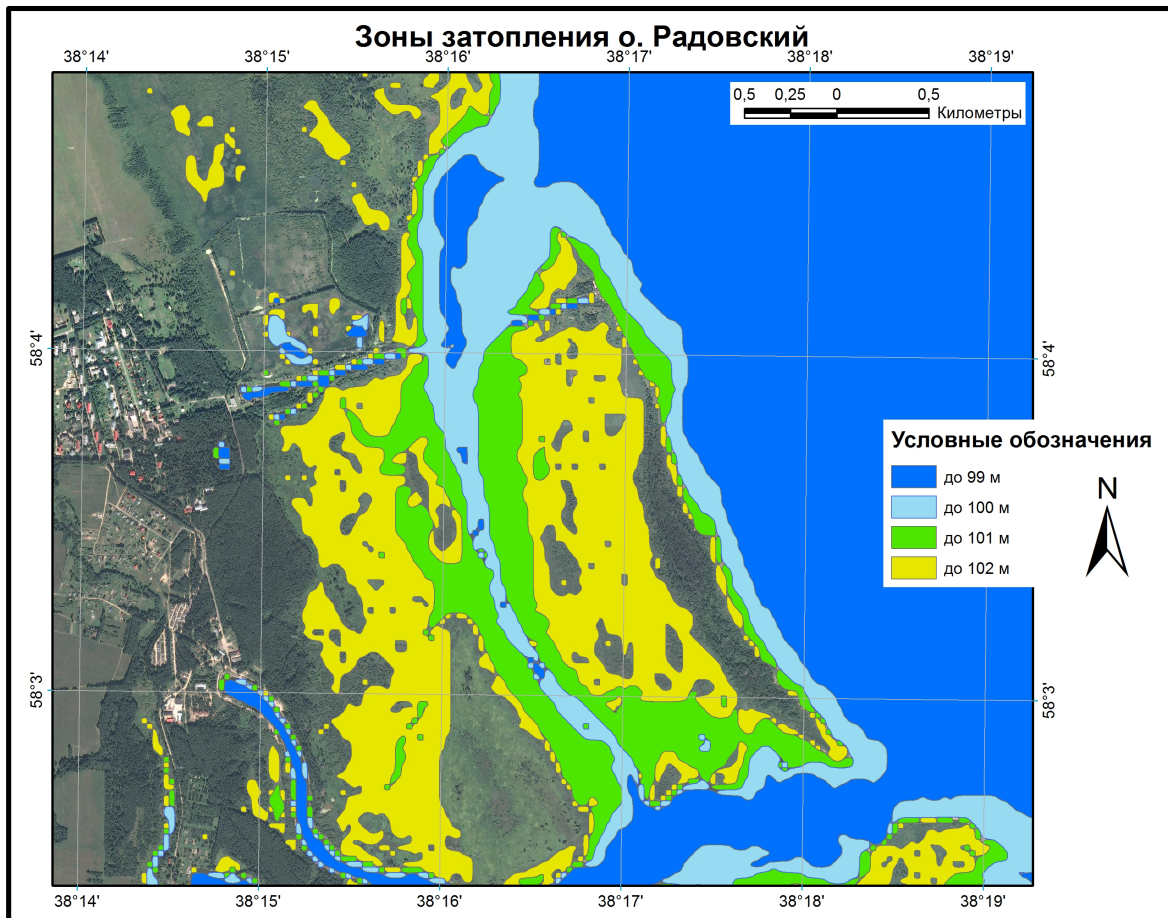 Зоны затопления о. Радовский
38°14' 38°15' 38°16' 38°17' 38°18' 38°19'
0,5 0,25 0 0,5
Километры
58°4' 58°4'
Условные обозначения
до 99 м
до 100 м
до 101 м
до 102 м
N
58°3' 58°3'
38°14' 38°15' 38°16' 38°17' 38°18' 38°19'